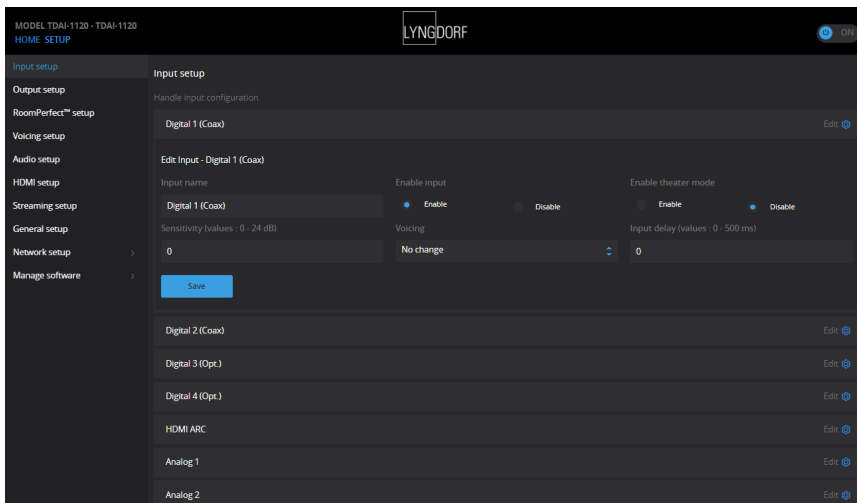 MODEL TDAI-1120 - TDAI-1120
HOME SETUP
LYNGDORF
ON
Input setup
Output setup
RoomPerfect™ setup
Voicing setup
Audio setup
HDMI setup
Streaming setup
General setup
Network setup
Manage software
Input setup
Handle input configuration
Digital 1 (Coax) Edit
Edit Input - Digital 1 (Coax)
Input name Enable input Enable theater mode
Digital 1 (Coax) Enable Disable Enable Disable
Sensitivity (values : 0 - 24 dB) Voicing Input delay (values : 0 - 500 ms)
0 No change 0
Save
Digital 2 (Coax) Edit
Digital 3 (Opt.) Edit
Digital 4 (Opt.) Edit
HDMI ARC Edit
Analog 1 Edit
Analog 2 Edit